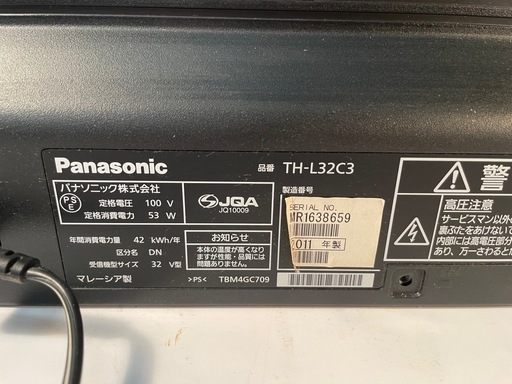 Panasonic
パナソニック株式会社
PS
E
定格電圧 100 V
定格消費電力 53 W
年間消費電力量 42 kWh/年
区分名 DN
受信機型サイズ 32 V型
マレーシア製
JQA
JQ10009
お知らせ
本体の温度が高くなり
ますが性能・品質には
問題ありません。
>PS< TBM4GC709
品番 TH-L32C3
製造番号
SERIAL NO.
MR1638659
2011 年製
警
高圧注意
サービスマン以外
裏ぶたをあけないで
内部には高電圧部分
あり、万一さわると